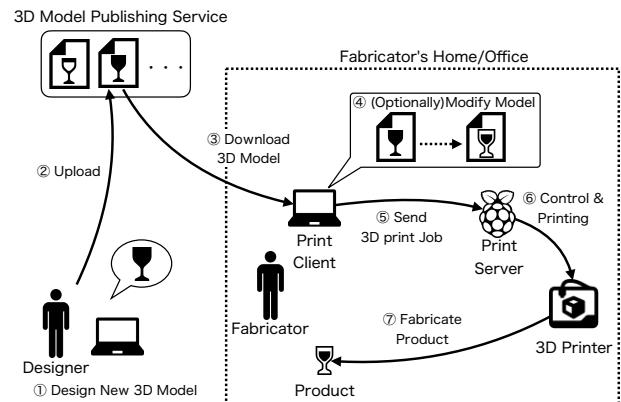 3D Model Publishing Service
. . .
Fabricator's Home/Office
④ (Optionally)Modify Model
③ Download
3D Model
② Upload
⑥ Control &
Printing
⑤ Send
3D print Job
Print
Client
Print
Server
Fabricator
⑦ Fabricate
Product
3D Printer
Designer
① Design New 3D Model
Product